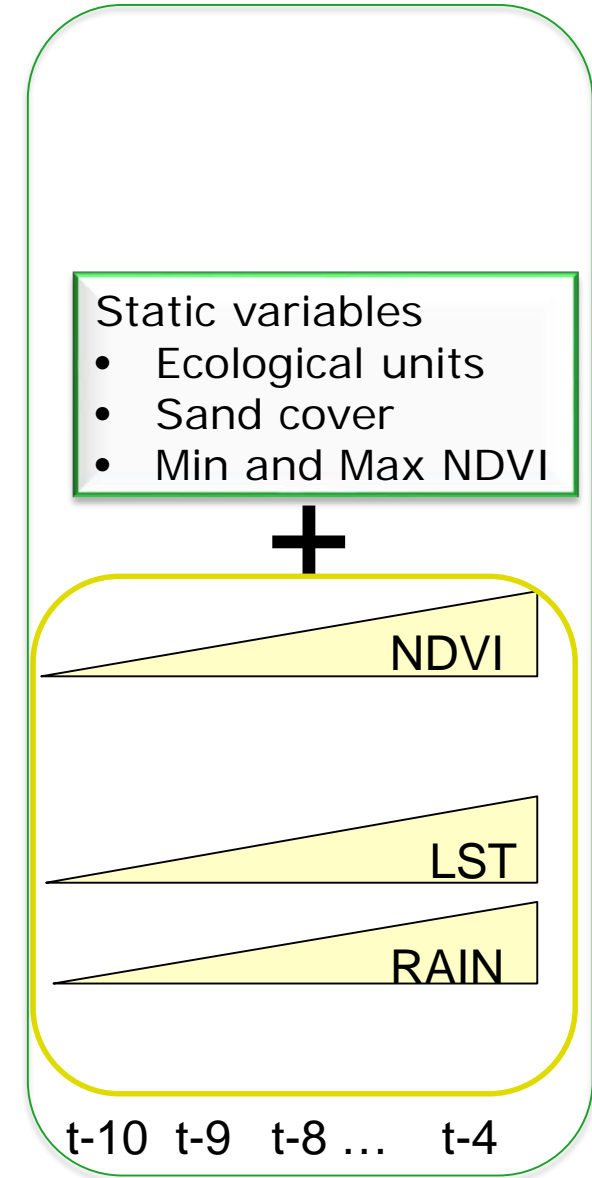 Static variables
• Ecological units
• Sand cover
• Min and Max NDVI
+
NDVI
LST
RAIN
t-10 t-9 t-8 … t-4